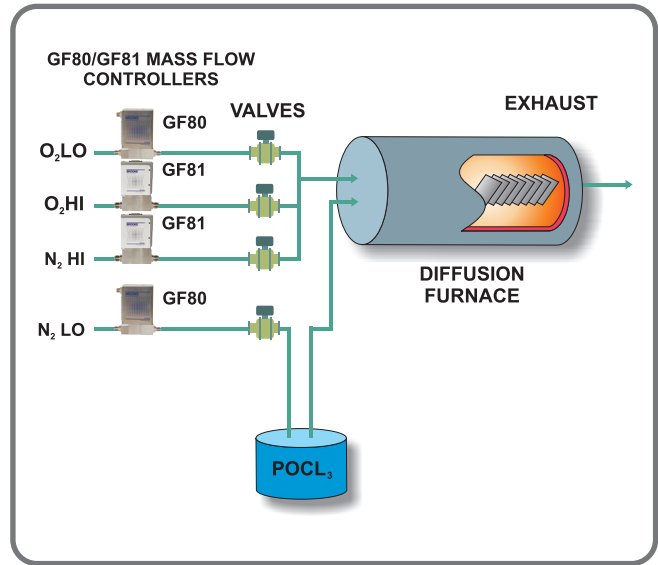 GF80/GF81 MASS FLOW
CONTROLLERS
VALVES
EXHAUST
GF80
O₂LO
GF81
O₂HI
GF81
N₂ HI
DIFFUSION
FURNACE
GF80
N₂ LO
POCL₃